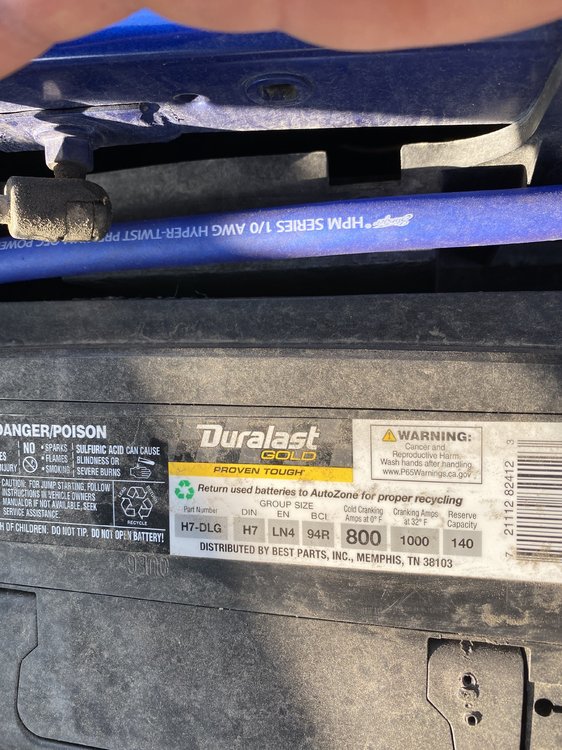 HPM SERIES 1/0 AWG HYPER-TWIST
DANGER/POISON
NO
• SPARKS
• FLAMES
• SMOKING
SULFURIC ACID CAN CAUSE
BLINDNESS OR
SEVERE BURNS
CAUTION: FOR JUMP STARTING, FOLLOW
INSTRUCTIONS IN VEHICLE OWNERS
MANUAL OR IF NOT AVAILABLE, SEEK
SERVICE ASSISTANCE
RECYCLE
OF CHILDREN. DO NOT TIP. DO NOT OPEN BATTERY!
Duralast
GOLD
PROVEN TOUGH
WARNING:
Cancer and
Reproductive Harm.
Wash hands after handling.
www.P65Warnings.ca.gov
Return used batteries to AutoZone for proper recycling
GROUP SIZE
Part Number DIN EN BCI Cold Cranking Amps at 0° F Cranking Amps at 32° F Reserve Capacity
H7-DLG H7 LN4 94R 800 1000 140
DISTRIBUTED BY BEST PARTS, INC., MEMPHIS, TN 38103
7 21112 82412 3